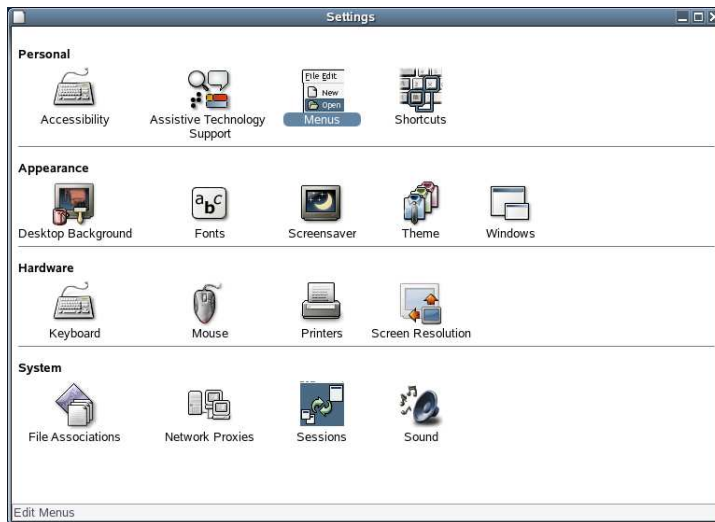 Settings
Personal
File Edit
New
Open
Accessibility
Assistive Technology
Support
Menus
Shortcuts
Appearance
abc
Desktop Background
Fonts
Screensaver
Theme
Windows
Hardware
Keyboard
Mouse
Printers
Screen Resolution
System
File Associations
Network Proxies
Sessions
Sound
Edit Menus